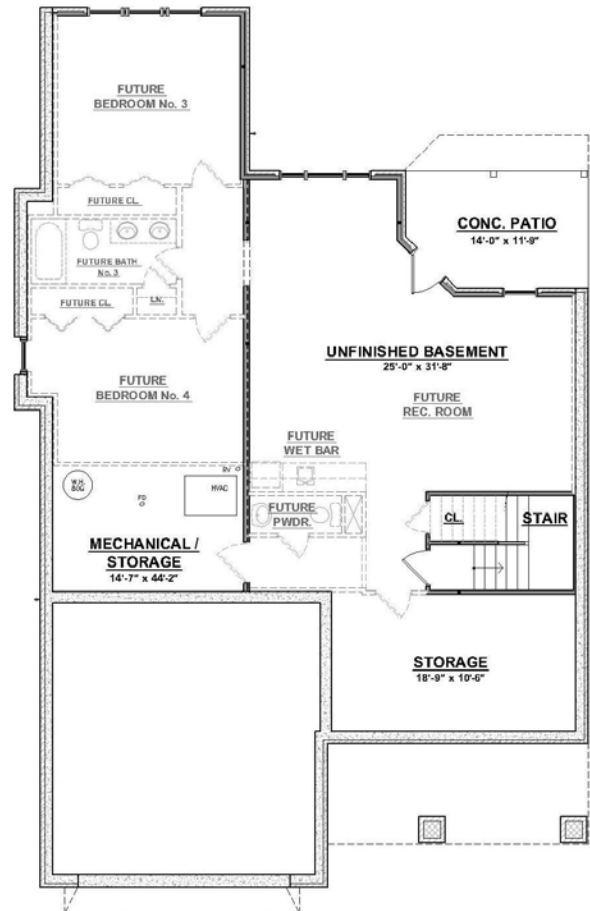 FUTURE
BEDROOM No. 3
FUTURE CL.
FUTURE BATH
No. 3
FUTURE CL.
LN.
CONC. PATIO
14'-0" x 11'-9"
UNFINISHED BASEMENT
25'-0" x 31'-8"
FUTURE
REC. ROOM
FUTURE
BEDROOM No. 4
FUTURE
WET BAR
W.H.
80G
FD
HVAC
FUTURE
PWDR.
CL.
STAIR
MECHANICAL /
STORAGE
14'-7" x 44'-2"
STORAGE
18'-9" x 10'-6"